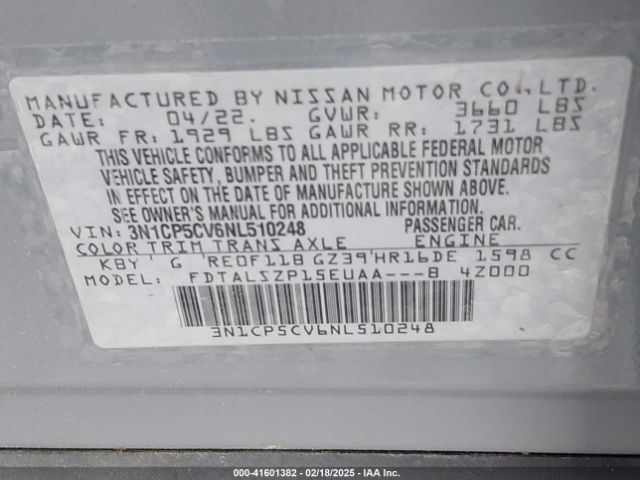 MANUFACTURED BY NISSAN MOTOR CO., LTD.
DATE: 04/22. GVWR: 3660 LBS
GAWR FR: 1929 LBS GAWR RR: 1731 LBS
THIS VEHICLE CONFORMS TO ALL APPLICABLE FEDERAL MOTOR
VEHICLE SAFETY, BUMPER AND THEFT PREVENTION STANDARDS
IN EFFECT ON THE DATE OF MANUFACTURE SHOWN ABOVE.
SEE OWNER'S MANUAL FOR ADDITIONAL INFORMATION.
VIN: 3N1CP5CV6NL510248 PASSENGER CAR.
COLOR TRIM TRANS AXLE ENGINE
KBY G RE0F11B GZ39 HR16DE 1598 CC
MODEL: FDTALSZP15EUAA---B 4Z000
3N1CP5CV6NL510248
000-41601382 | 02/18/2025 | IAA Inc.